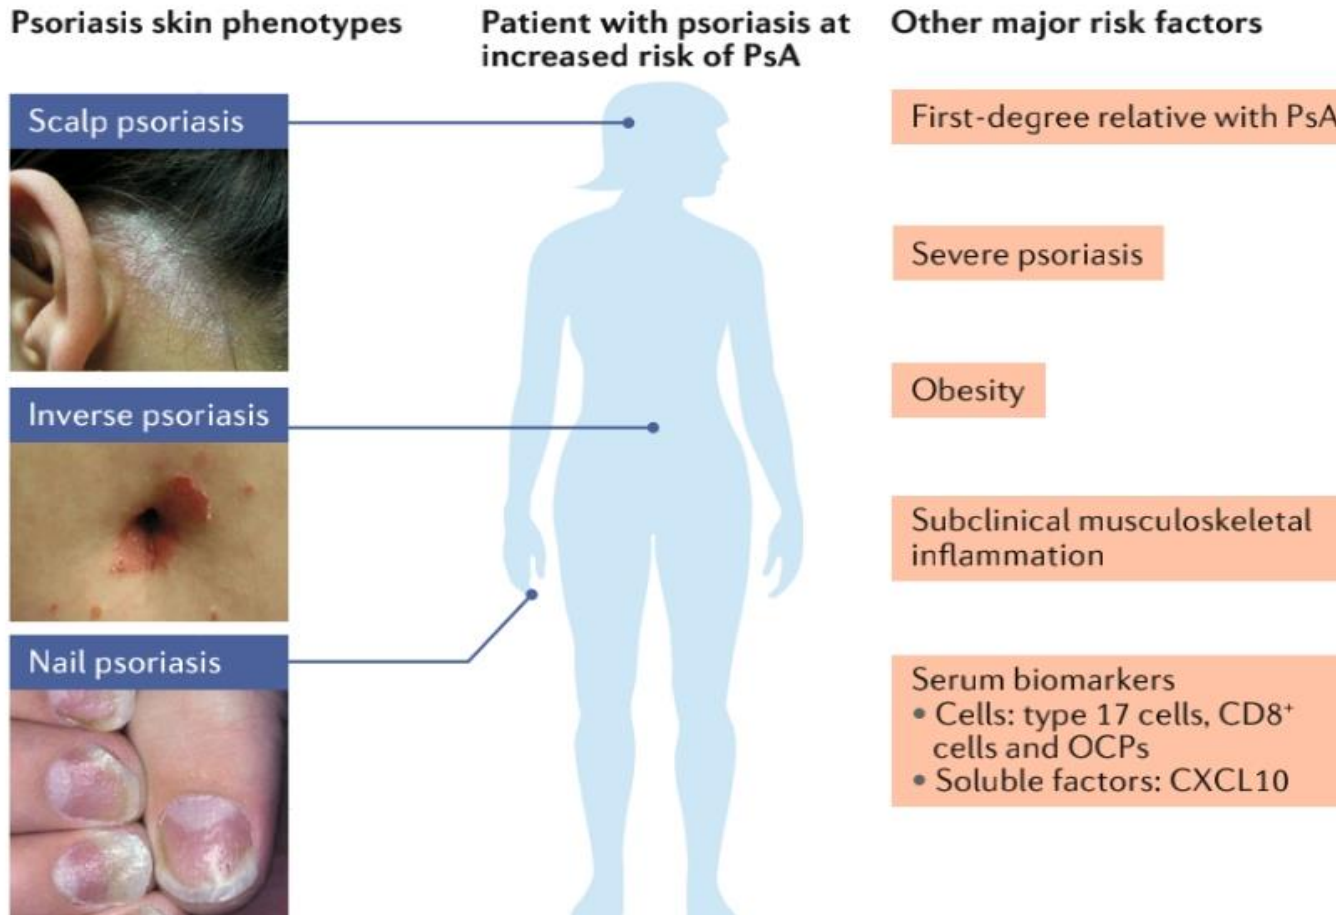 Psoriasis skin phenotypes
Patient with psoriasis at
increased risk of PsA
Other major risk factors
Scalp psoriasis
Inverse psoriasis
Nail psoriasis
First-degree relative with PsA
Severe psoriasis
Obesity
Subclinical musculoskeletal
inflammation
Serum biomarkers
• Cells: type 17 cells, CD8⁺
cells and OCPs
• Soluble factors: CXCL10